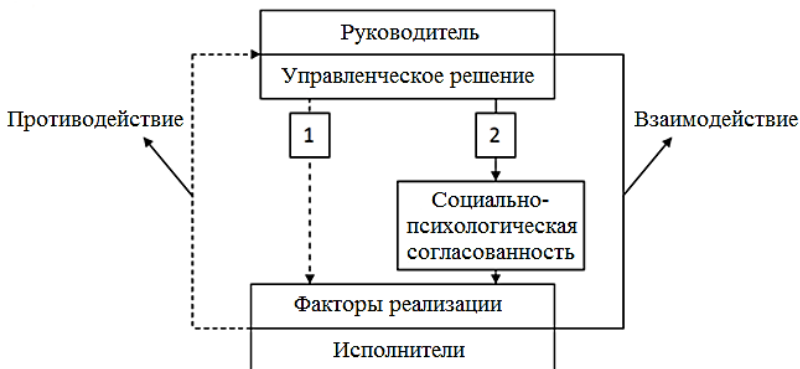 Руководитель
Управленческое решение
Противодействие
1
2
Взаимодействие
Социально-
психологическая
согласованность
Факторы реализации
Исполнители